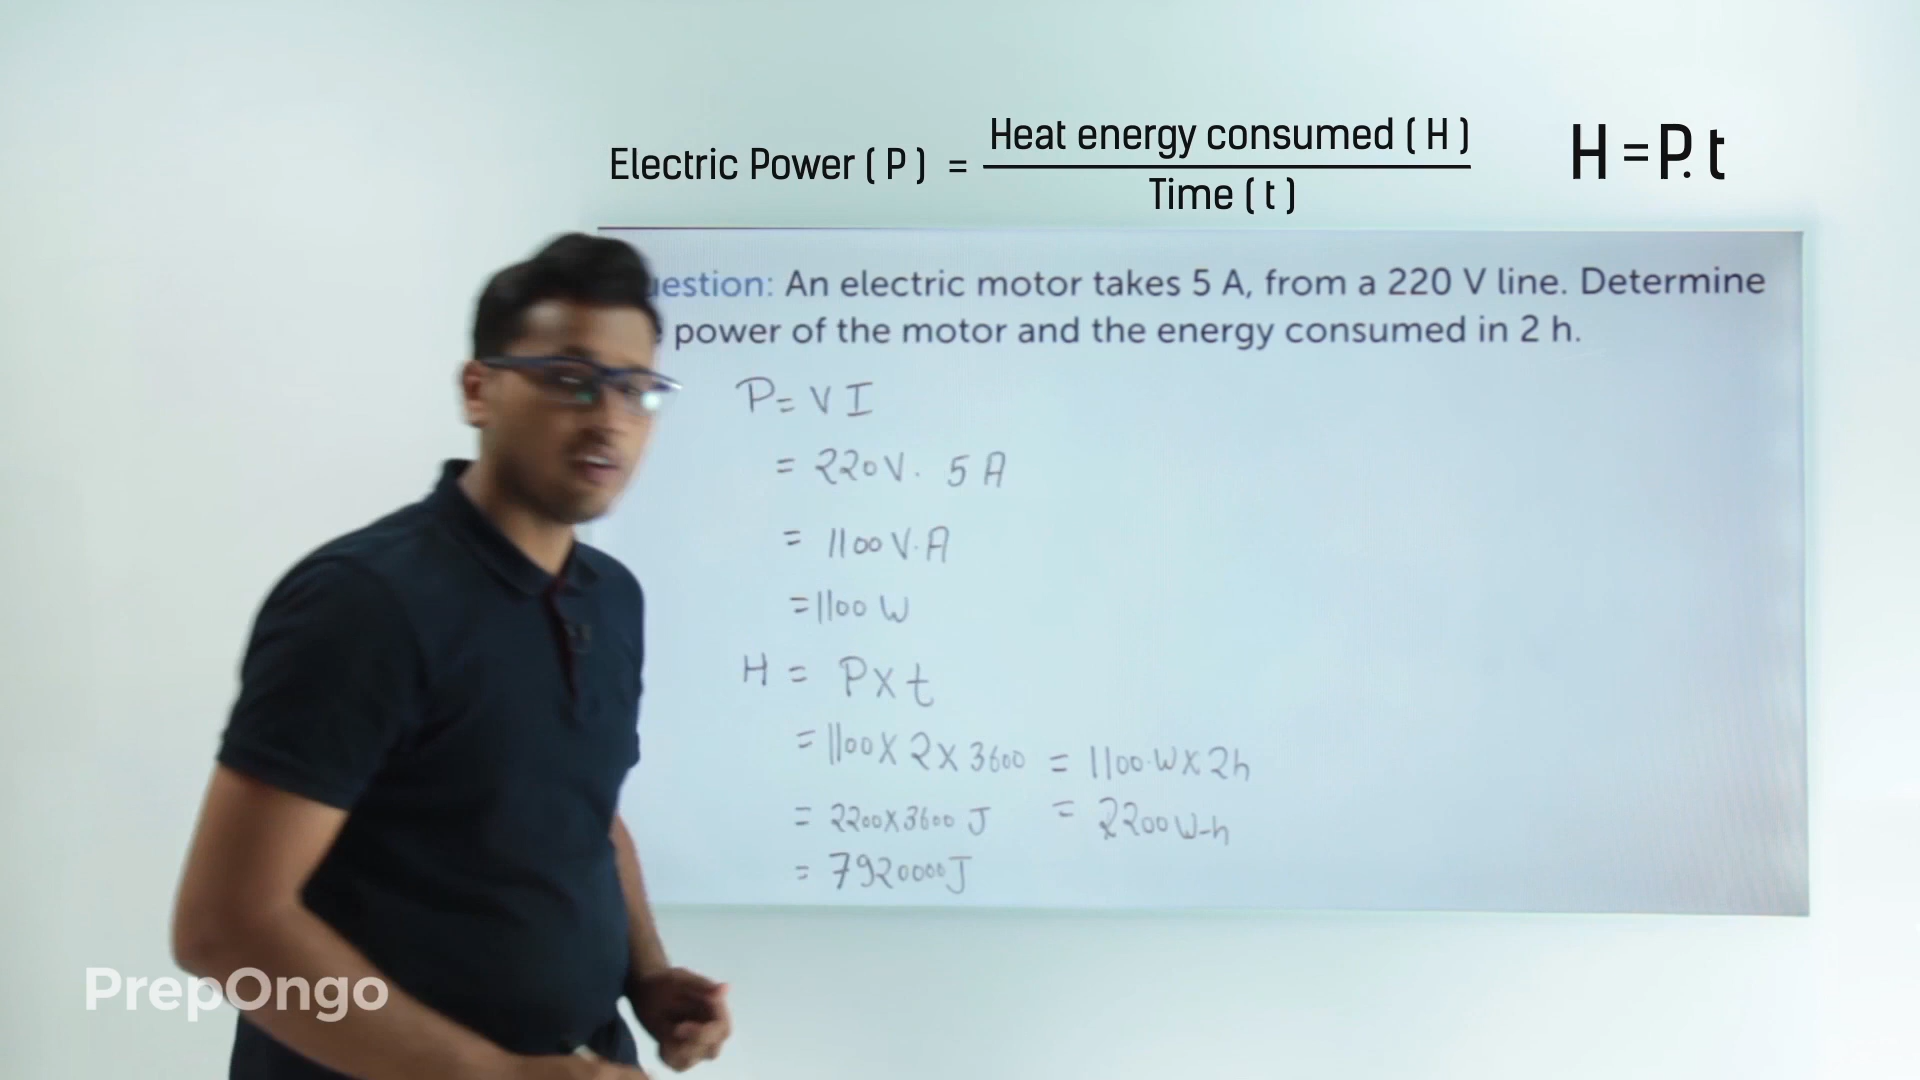 Electric Power ( P ) = Heat energy consumed ( H ) / Time ( t )
H = P. t
uestion: An electric motor takes 5 A, from a 220 V line. Determine
e power of the motor and the energy consumed in 2 h.
P = V I
= 220V. 5 A
= 1100 V.A
= 1100 W
H = P x t
= 1100 x 2 x 3600 = 1100.W x 2h
= 2200 x 3600 J = 2200 W-h
= 7920000 J
PrepOngo